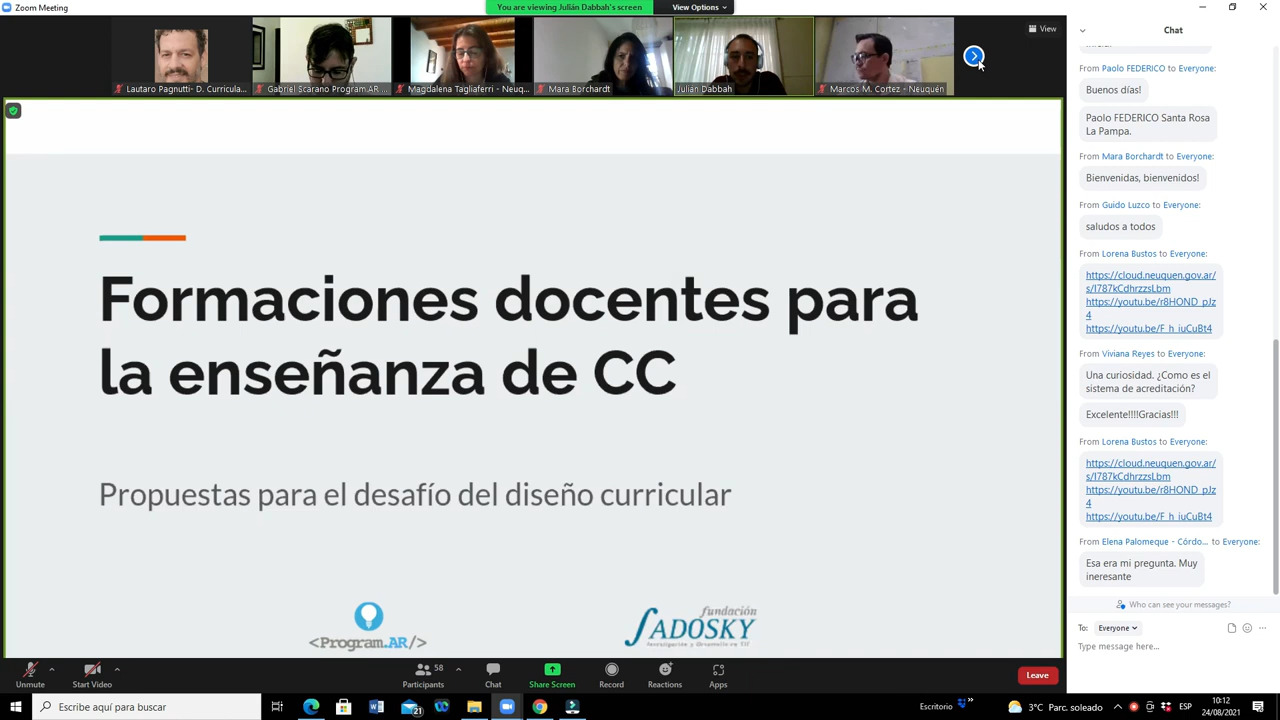 Zoom Meeting
You are viewing Julián Dabbah's screen
View Options
View
Lautaro Pagnutti- D. Curricula...
Gabriel Scarano Program.AR ...
Magdalena Tagliaferri - Neuq...
Mara Borchardt
Julián Dabbah
Marcos M. Cortez - Neuquén
Formaciones docentes para
la enseñanza de CC
Propuestas para el desafío del diseño curricular
<Program.AR/>
fundación
SADOSKY
Chat
From Paolo FEDERICO to Everyone:
Buenos días!
Paolo FEDERICO Santa Rosa
La Pampa.
From Mara Borchardt to Everyone:
Bienvenidas, bienvenidos!
From Guido Luzco to Everyone:
saludos a todos
From Lorena Bustos to Everyone:
https://cloud.neuquen.gov.ar/
s/I787kCdhrzzsLbm
https://youtu.be/r8HOND_pJz
4
https://youtu.be/F_h_iuCuBt4
From Viviana Reyes to Everyone:
Una curiosidad. ¿Como es el
sistema de acreditación?
Excelente!!!!Gracias!!!
From Lorena Bustos to Everyone:
https://cloud.neuquen.gov.ar/
s/I787kCdhrzzsLbm
https://youtu.be/r8HOND_pJz
4
https://youtu.be/F_h_iuCuBt4
From Elena Palomeque - Córdo... to Everyone:
Esa era mi pregunta. Muy
ineresante
Who can see your messages?
To: Everyone
Type message here...
Unmute
Start Video
58
Participants
Chat
Share Screen
Record
Reactions
Apps
Leave
Escribe aquí para buscar
21
Escritorio
3°C Parc. soleado
ESP
10:12
24/08/2021